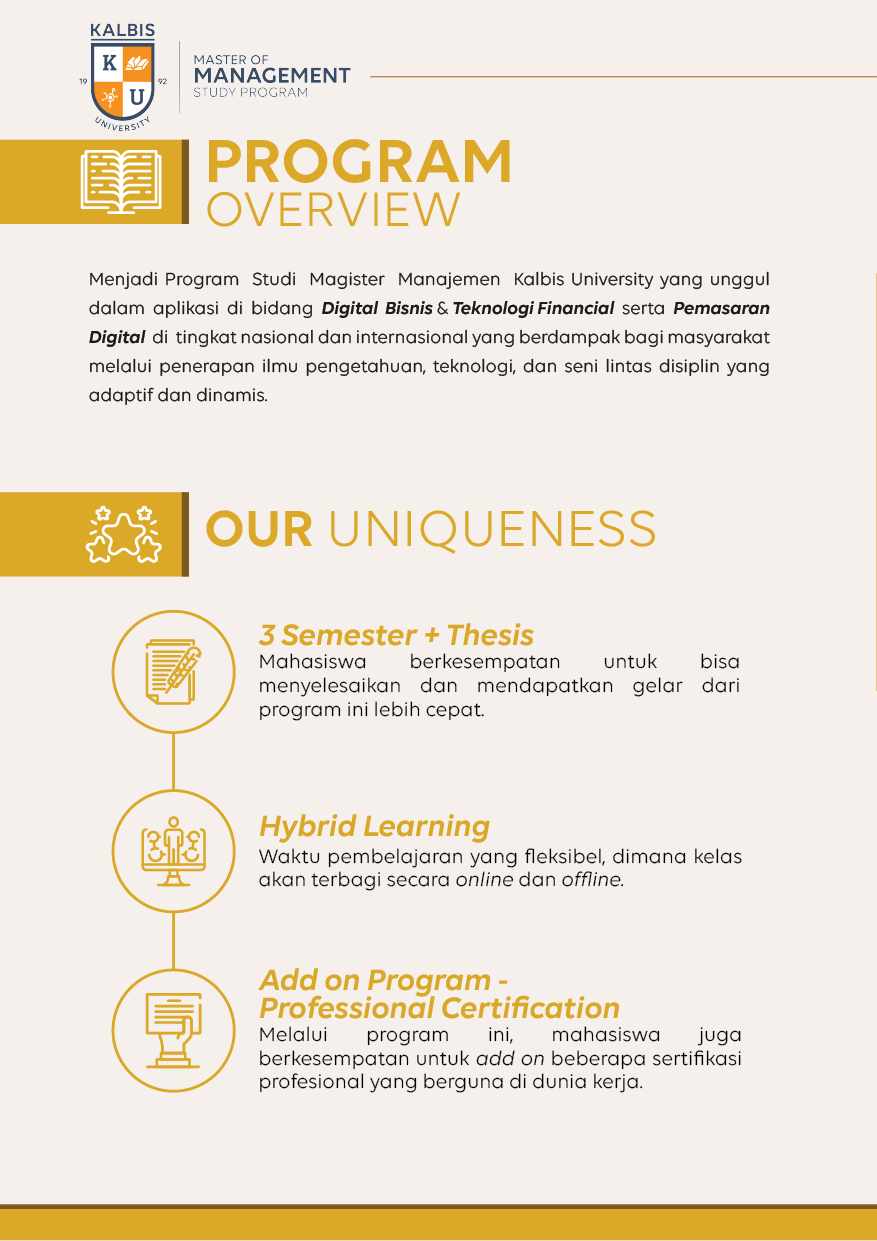 KALBIS
K
U
19
92
UNIVERSITY
MASTER OF
MANAGEMENT
STUDY PROGRAM
PROGRAM
OVERVIEW
Menjadi Program Studi Magister Manajemen Kalbis University yang unggul
dalam aplikasi di bidang Digital Bisnis & Teknologi Financial serta Pemasaran
Digital di tingkat nasional dan internasional yang berdampak bagi masyarakat
melalui penerapan ilmu pengetahuan, teknologi, dan seni lintas disiplin yang
adaptif dan dinamis.
OUR UNIQUENESS
3 Semester + Thesis
Mahasiswa berkesempatan untuk bisa
menyelesaikan dan mendapatkan gelar dari
program ini lebih cepat.
Hybrid Learning
Waktu pembelajaran yang fleksibel, dimana kelas
akan terbagi secara online dan offline.
Add on Program -
Professional Certification
Melalui program ini, mahasiswa juga
berkesempatan untuk add on beberapa sertifikasi
profesional yang berguna di dunia kerja.